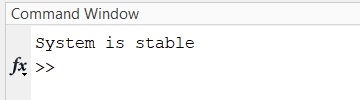 Command Window
System is stable
fx >>